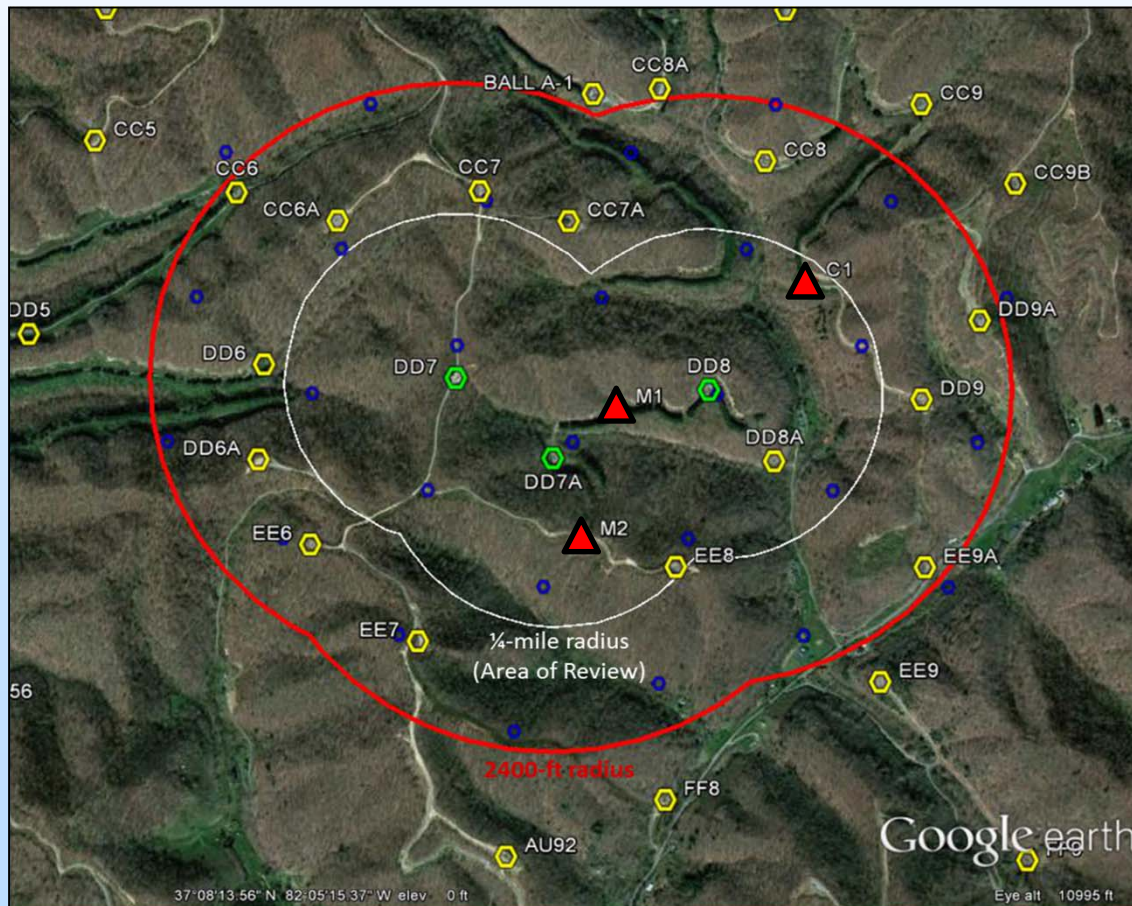 BALL A-1
CC8A
CC9
CC5
CC8
CC6
CC7
CC9B
CC6A
CC7A
C1
DD5
DD9A
DD6
DD7
DD8
M1
DD9
DD6A
DD7A
DD8A
EE6
M2
EE8
EE9A
EE7
¼-mile radius
(Area of Review)
EE9
56
2400-ft radius
FF8
AU92
Google earth
37°08'13.56" N 82°05'15.37" W elev 0 ft
Eye alt 10995 ft